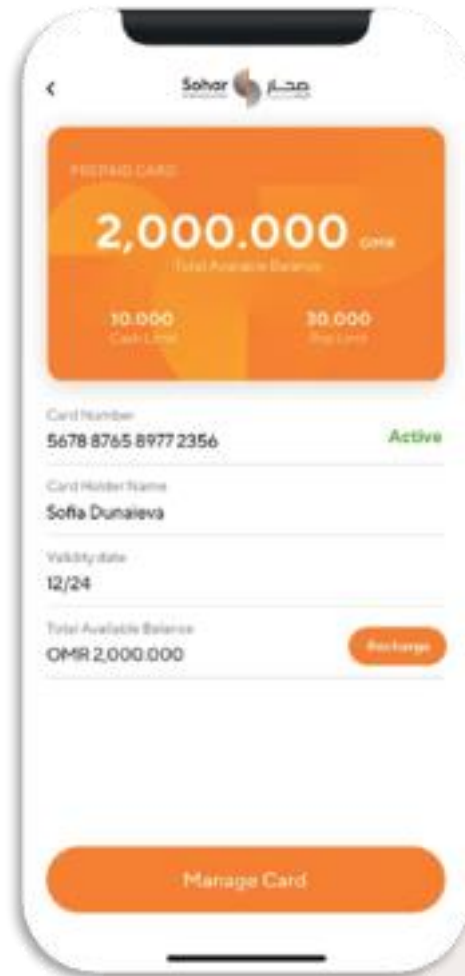 Sohar صحار
PREPAID CARD
2,000.000 OMR
Total Available Balance
10.000 30.000
Cash Limit Pos Limit
Card Number
5678 8765 8977 2356 Active
Card Holder Name
Sofia Dunaieva
Validity date
12/24
Total Available Balance
OMR 2,000.000 Recharge
Manage Card